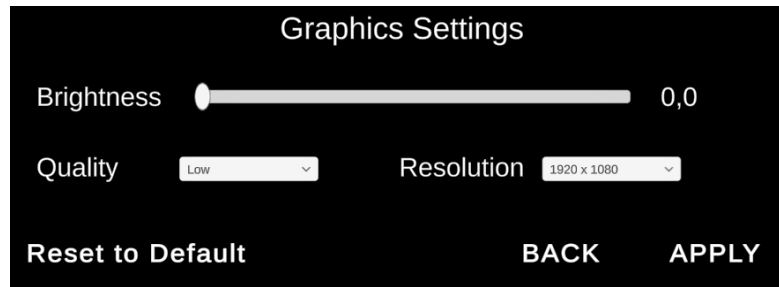 Graphics Settings
Brightness 0,0
Quality Low Resolution 1920 x 1080
Reset to Default BACK APPLY